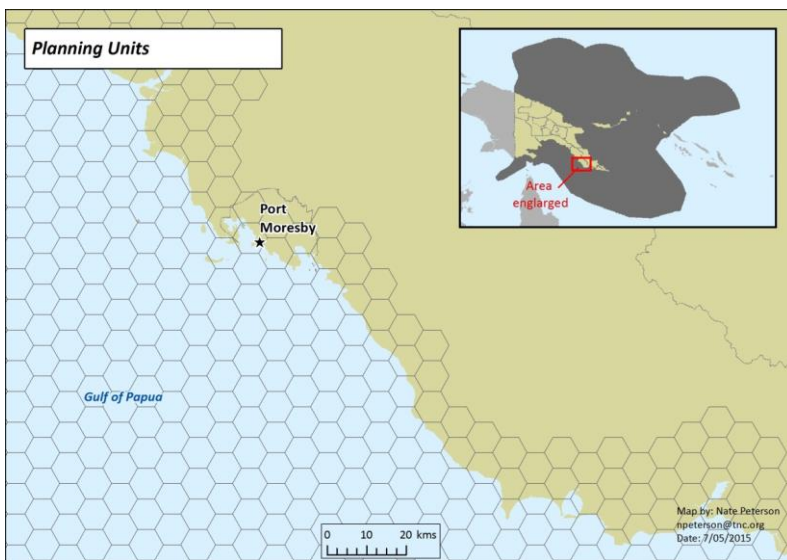 Planning Units
Area
enlarged
Port
Moresby
Gulf of Papua
0 10 20 kms
Map by: Nate Peterson
npeterson@tnc.org
Date: 7/05/2015